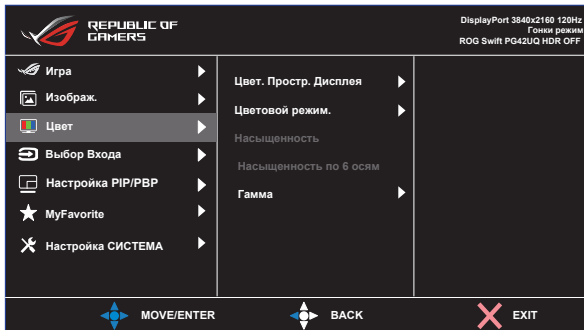 REPUBLIC OF
GAMERS
DisplayPort 3840x2160 120Hz
Гонки режим
ROG Swift PG42UQ HDR OFF
Игра
Изображ.
Цвет
Выбор Входа
Настройка PIP/PBP
MyFavorite
Настройка СИСТЕМА
Цвет. Простр. Дисплея
Цветовой режим.
Насыщенность
Насыщенность по 6 осям
Гамма
MOVE/ENTER
BACK
EXIT